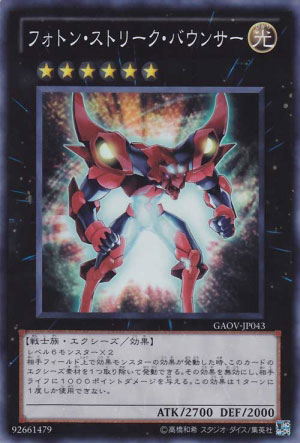 フォトン・ストリーク・バウンサー
光
GAOV-JP043
【戦士族・エクシーズ/効果】
レベル6モンスター×2
相手フィールド上で効果モンスターの効果が発動した時、このカードの
エクシーズ素材を1つ取り除いて発動できる。その効果を無効にし、相手
ライフに1000ポイントダメージを与える。この効果は1ターンに
1度しか使用できない。
ATK/2700 DEF/2000
92661479
©高橋和希 スタジオ・ダイス/集英社